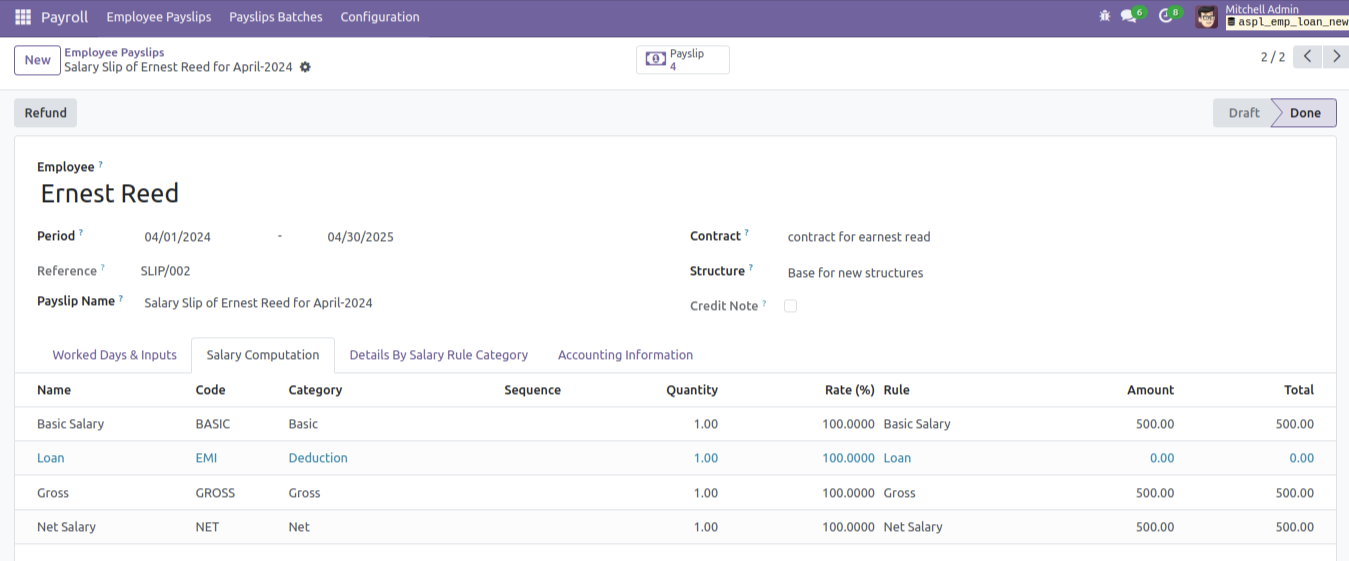 Payroll Employee Payslips Payslips Batches Configuration 6 8 Mitchell Admin
aspl_emp_loan_new
New Employee Payslips
Salary Slip of Ernest Reed for April-2024
Payslip
4
2 / 2
Refund Draft Done
Employee ?
Ernest Reed
Period ? 04/01/2024 - 04/30/2025 Contract ? contract for earnest read
Reference ? SLIP/002 Structure ? Base for new structures
Payslip Name ? Salary Slip of Ernest Reed for April-2024 Credit Note ?
Worked Days & Inputs Salary Computation Details By Salary Rule Category Accounting Information
Name Code Category Sequence Quantity Rate (%) Rule Amount Total
Basic Salary BASIC Basic 1.00 100.0000 Basic Salary 500.00 500.00
Loan EMI Deduction 1.00 100.0000 Loan 0.00 0.00
Gross GROSS Gross 1.00 100.0000 Gross 500.00 500.00
Net Salary NET Net 1.00 100.0000 Net Salary 500.00 500.00